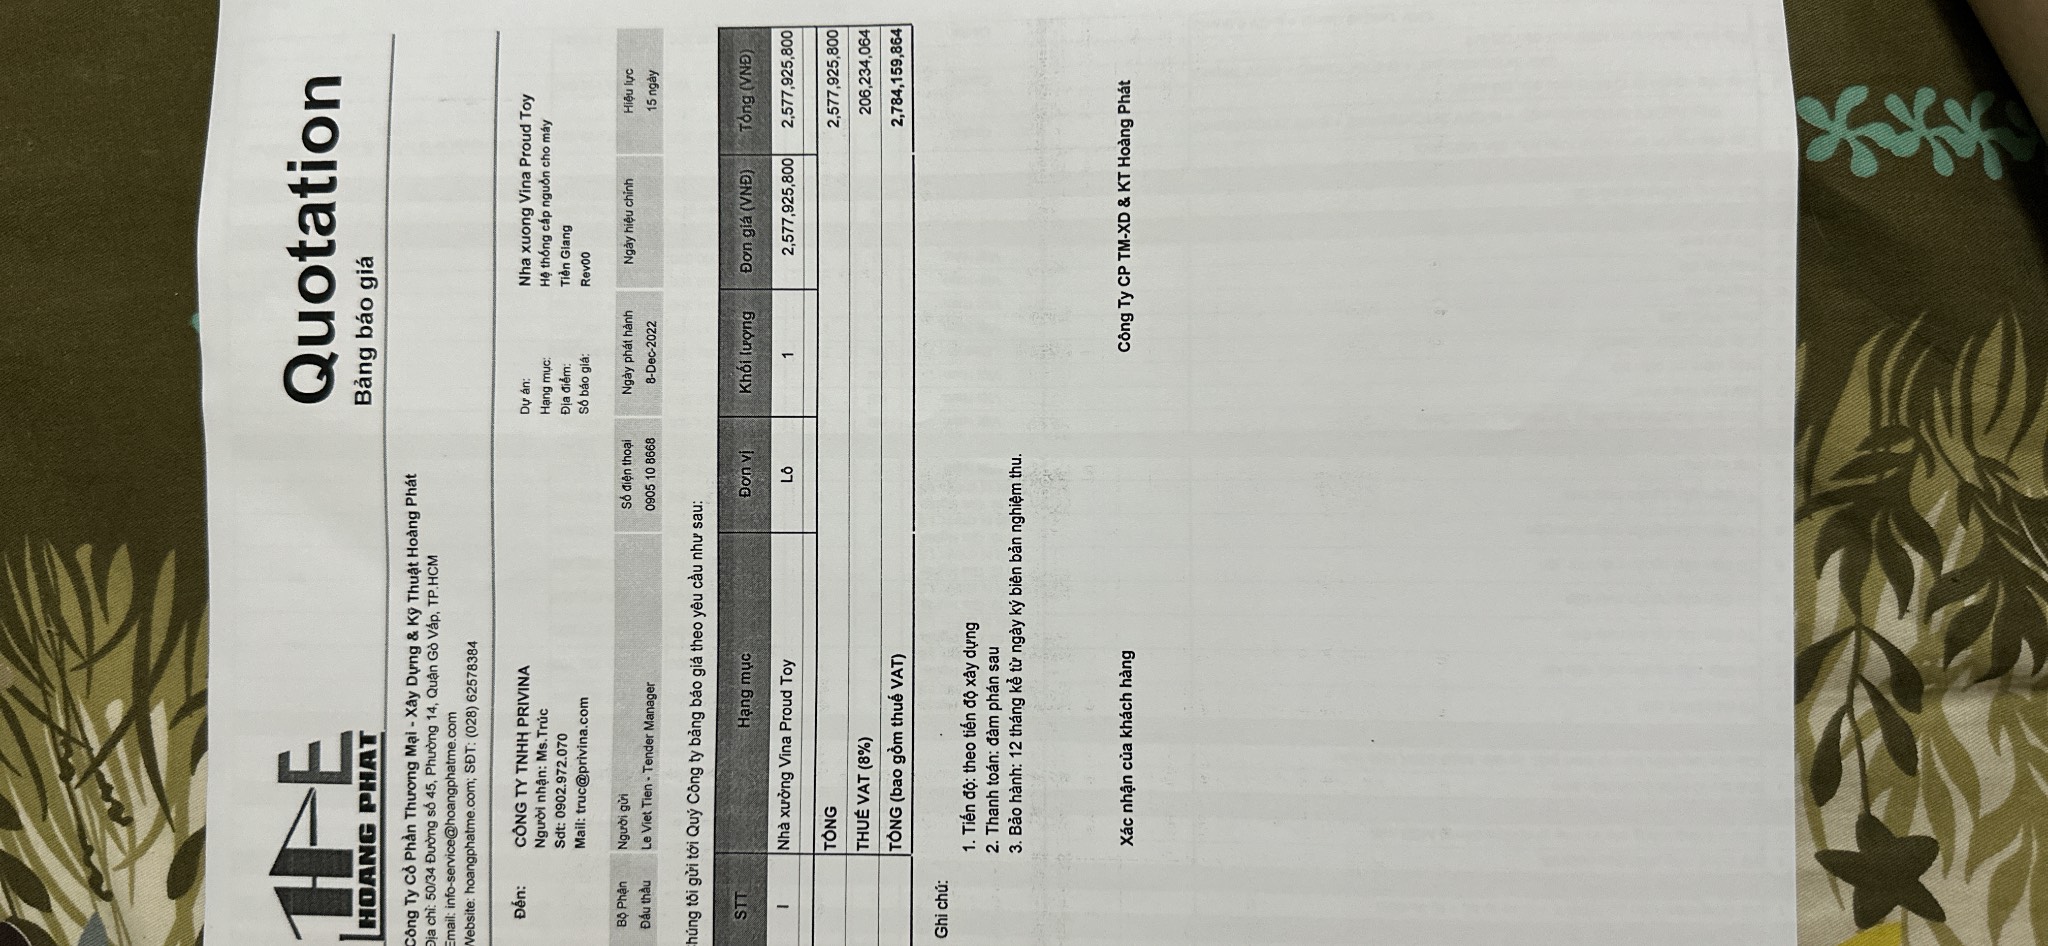 HOANG PHAT
Quotation
Bảng báo giá
Công Ty Cổ Phần Thương Mại - Xây Dựng & Kỹ Thuật Hoàng Phát
Địa chỉ: 50/34 Đường số 45, Phường 14, Quận Gò Vấp, TP.HCM
Email: info-service@hoangphatme.com
Website: hoangphatme.com; SĐT: (028) 62578384
Đến: CÔNG TY TNHH PRIVINA
Người nhận: Ms.Trúc
Sdt: 0902.972.070
Mail: truc@privina.com
Dự án: Nha xuong Vina Proud Toy
Hạng mục: Hệ thống cấp nguồn cho máy
Địa điểm: Tiền Giang
Số báo giá: Rev00
Bộ Phận Người gửi Số điện thoại Ngày phát hành Ngày hiệu chỉnh Hiệu lực
Đấu thầu Le Viet Tien - Tender Manager 0905 10 8668 8-Dec-2022 15 ngày
húng tôi gửi tới Quý Công ty bảng báo giá theo yêu cầu như sau:
STT Hạng mục Đơn vị Khối lượng Đơn giá (VNĐ) Tổng (VNĐ)
I Nhà xưởng Vina Proud Toy Lô 1 2,577,925,800 2,577,925,800
TỔNG 2,577,925,800
THUẾ VAT (8%) 206,234,064
TỔNG (bao gồm thuế VAT) 2,784,159,864
Ghi chú:
1. Tiến độ: theo tiến độ xây dựng
2. Thanh toán: đàm phán sau
3. Bảo hành: 12 tháng kể từ ngày ký biên bản nghiệm thu.
Xác nhận của khách hàng Công Ty CP TM-XD & KT Hoàng Phát